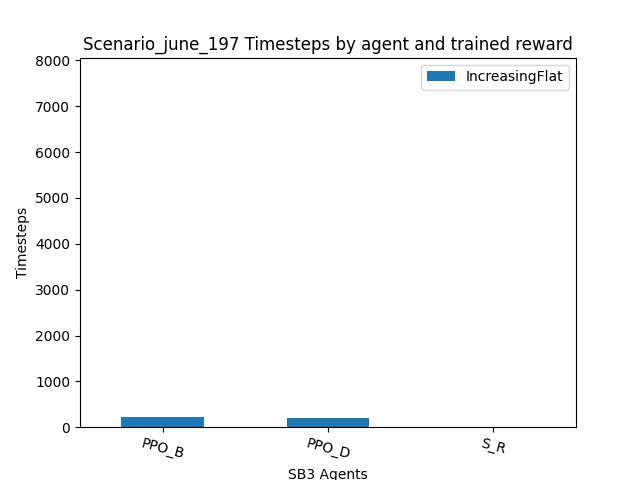 Scenario_june_197 Timesteps by agent and trained reward
IncreasingFlat
8000
7000
6000
5000
4000
3000
2000
1000
0
Timesteps
PPO_B
PPO_D
S_R
SB3 Agents